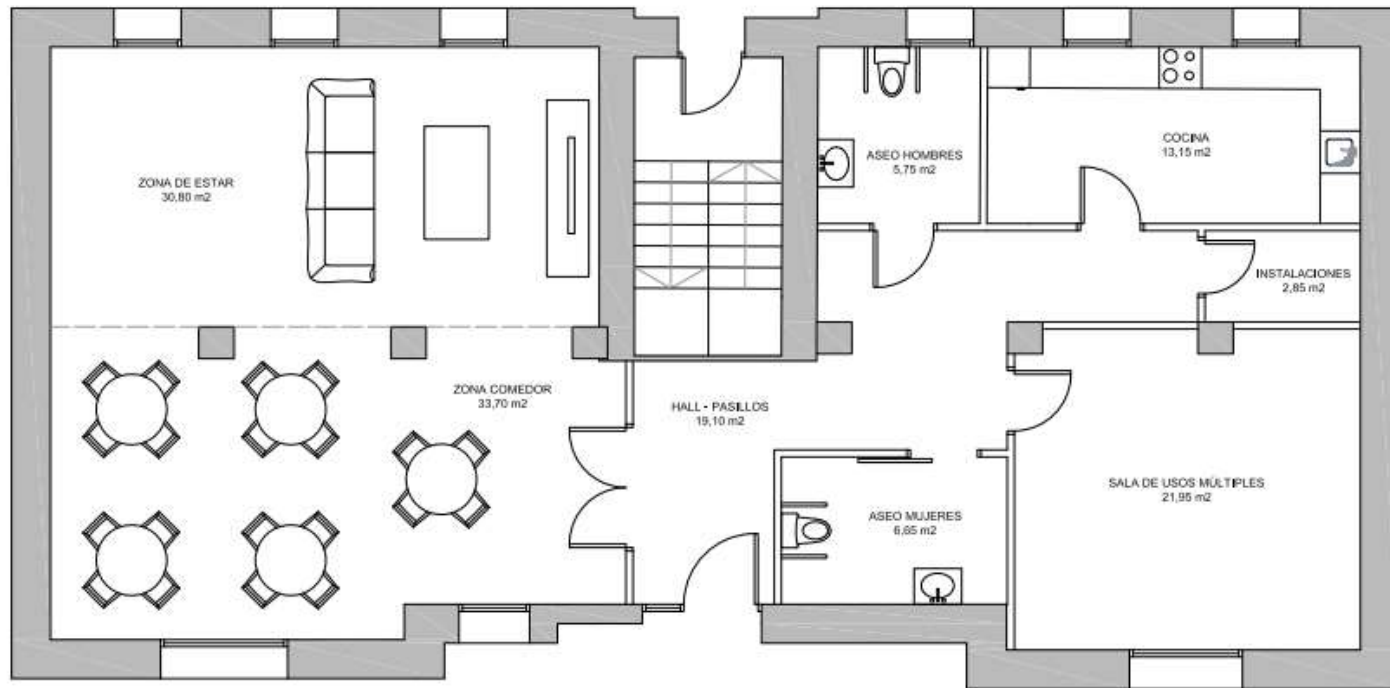 ZONA DE ESTAR
30,80 m2
ASEO HOMBRES
5,75 m2
COCINA
13,15 m2
INSTALACIONES
2,85 m2
ZONA COMEDOR
33,70 m2
HALL - PASILLOS
19,10 m2
ASEO MUJERES
6,65 m2
SALA DE USOS MÚLTIPLES
21,95 m2